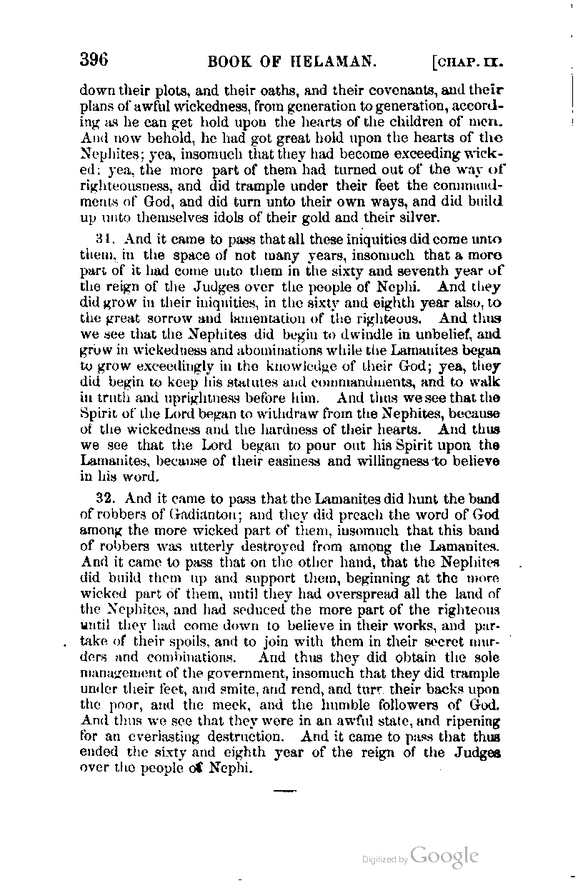 396 BOOK OF HELAMAN. [CHAP. II.
down their plots, and their oaths, and their covenants, and their
plans of awful wickedness, from generation to generation, accord-
ing as he can get hold upon the hearts of the children of men.
And now behold, he had got great hold upon the hearts of the
Nephites; yea, insomuch that they had become exceeding wick-
ed; yea, the more part of them had turned out of the way of
righteousness, and did trample under their feet the command-
ments of God, and did turn unto their own ways, and did build
up unto themselves idols of their gold and their silver.
31. And it came to pass that all these iniquities did come unto
them, in the space of not many years, insomuch that a more
part of it had come unto them in the sixty and seventh year of
the reign of the Judges over the people of Nephi. And they
did grow in their iniquities, in the sixty and eighth year also, to
the great sorrow and lamentation of the righteous. And thus
we see that the Nephites did begin to dwindle in unbelief, and
grow in wickedness and abominations while the Lamanites began
to grow exceedingly in the knowledge of their God; yea, they
did begin to keep his statutes and commandments, and to walk
in truth and uprightness before him. And thus we see that the
Spirit of the Lord began to withdraw from the Nephites, because
of the wickedness and the hardness of their hearts. And thus
we see that the Lord began to pour out his Spirit upon the
Lamanites, because of their easiness and willingness to believe
in his word.
32. And it came to pass that the Lamanites did hunt the band
of robbers of Gadianton; and they did preach the word of God
among the more wicked part of them, insomuch that this band
of robbers was utterly destroyed from among the Lamanites.
And it came to pass that on the other hand, that the Nephites
did build them up and support them, beginning at the more
wicked part of them, until they had overspread all the land of
the Nephites, and had seduced the more part of the righteous
until they had come down to believe in their works, and par-
take of their spoils, and to join with them in their secret mur-
ders and combinations. And thus they did obtain the sole
management of the government, insomuch that they did trample
under their feet, and smite, and rend, and turn their backs upon
the poor, and the meek, and the humble followers of God.
And thus we see that they were in an awful state, and ripening
for an everlasting destruction. And it came to pass that thus
ended the sixty and eighth year of the reign of the Judges
over the people of Nephi.
Digitized by Google